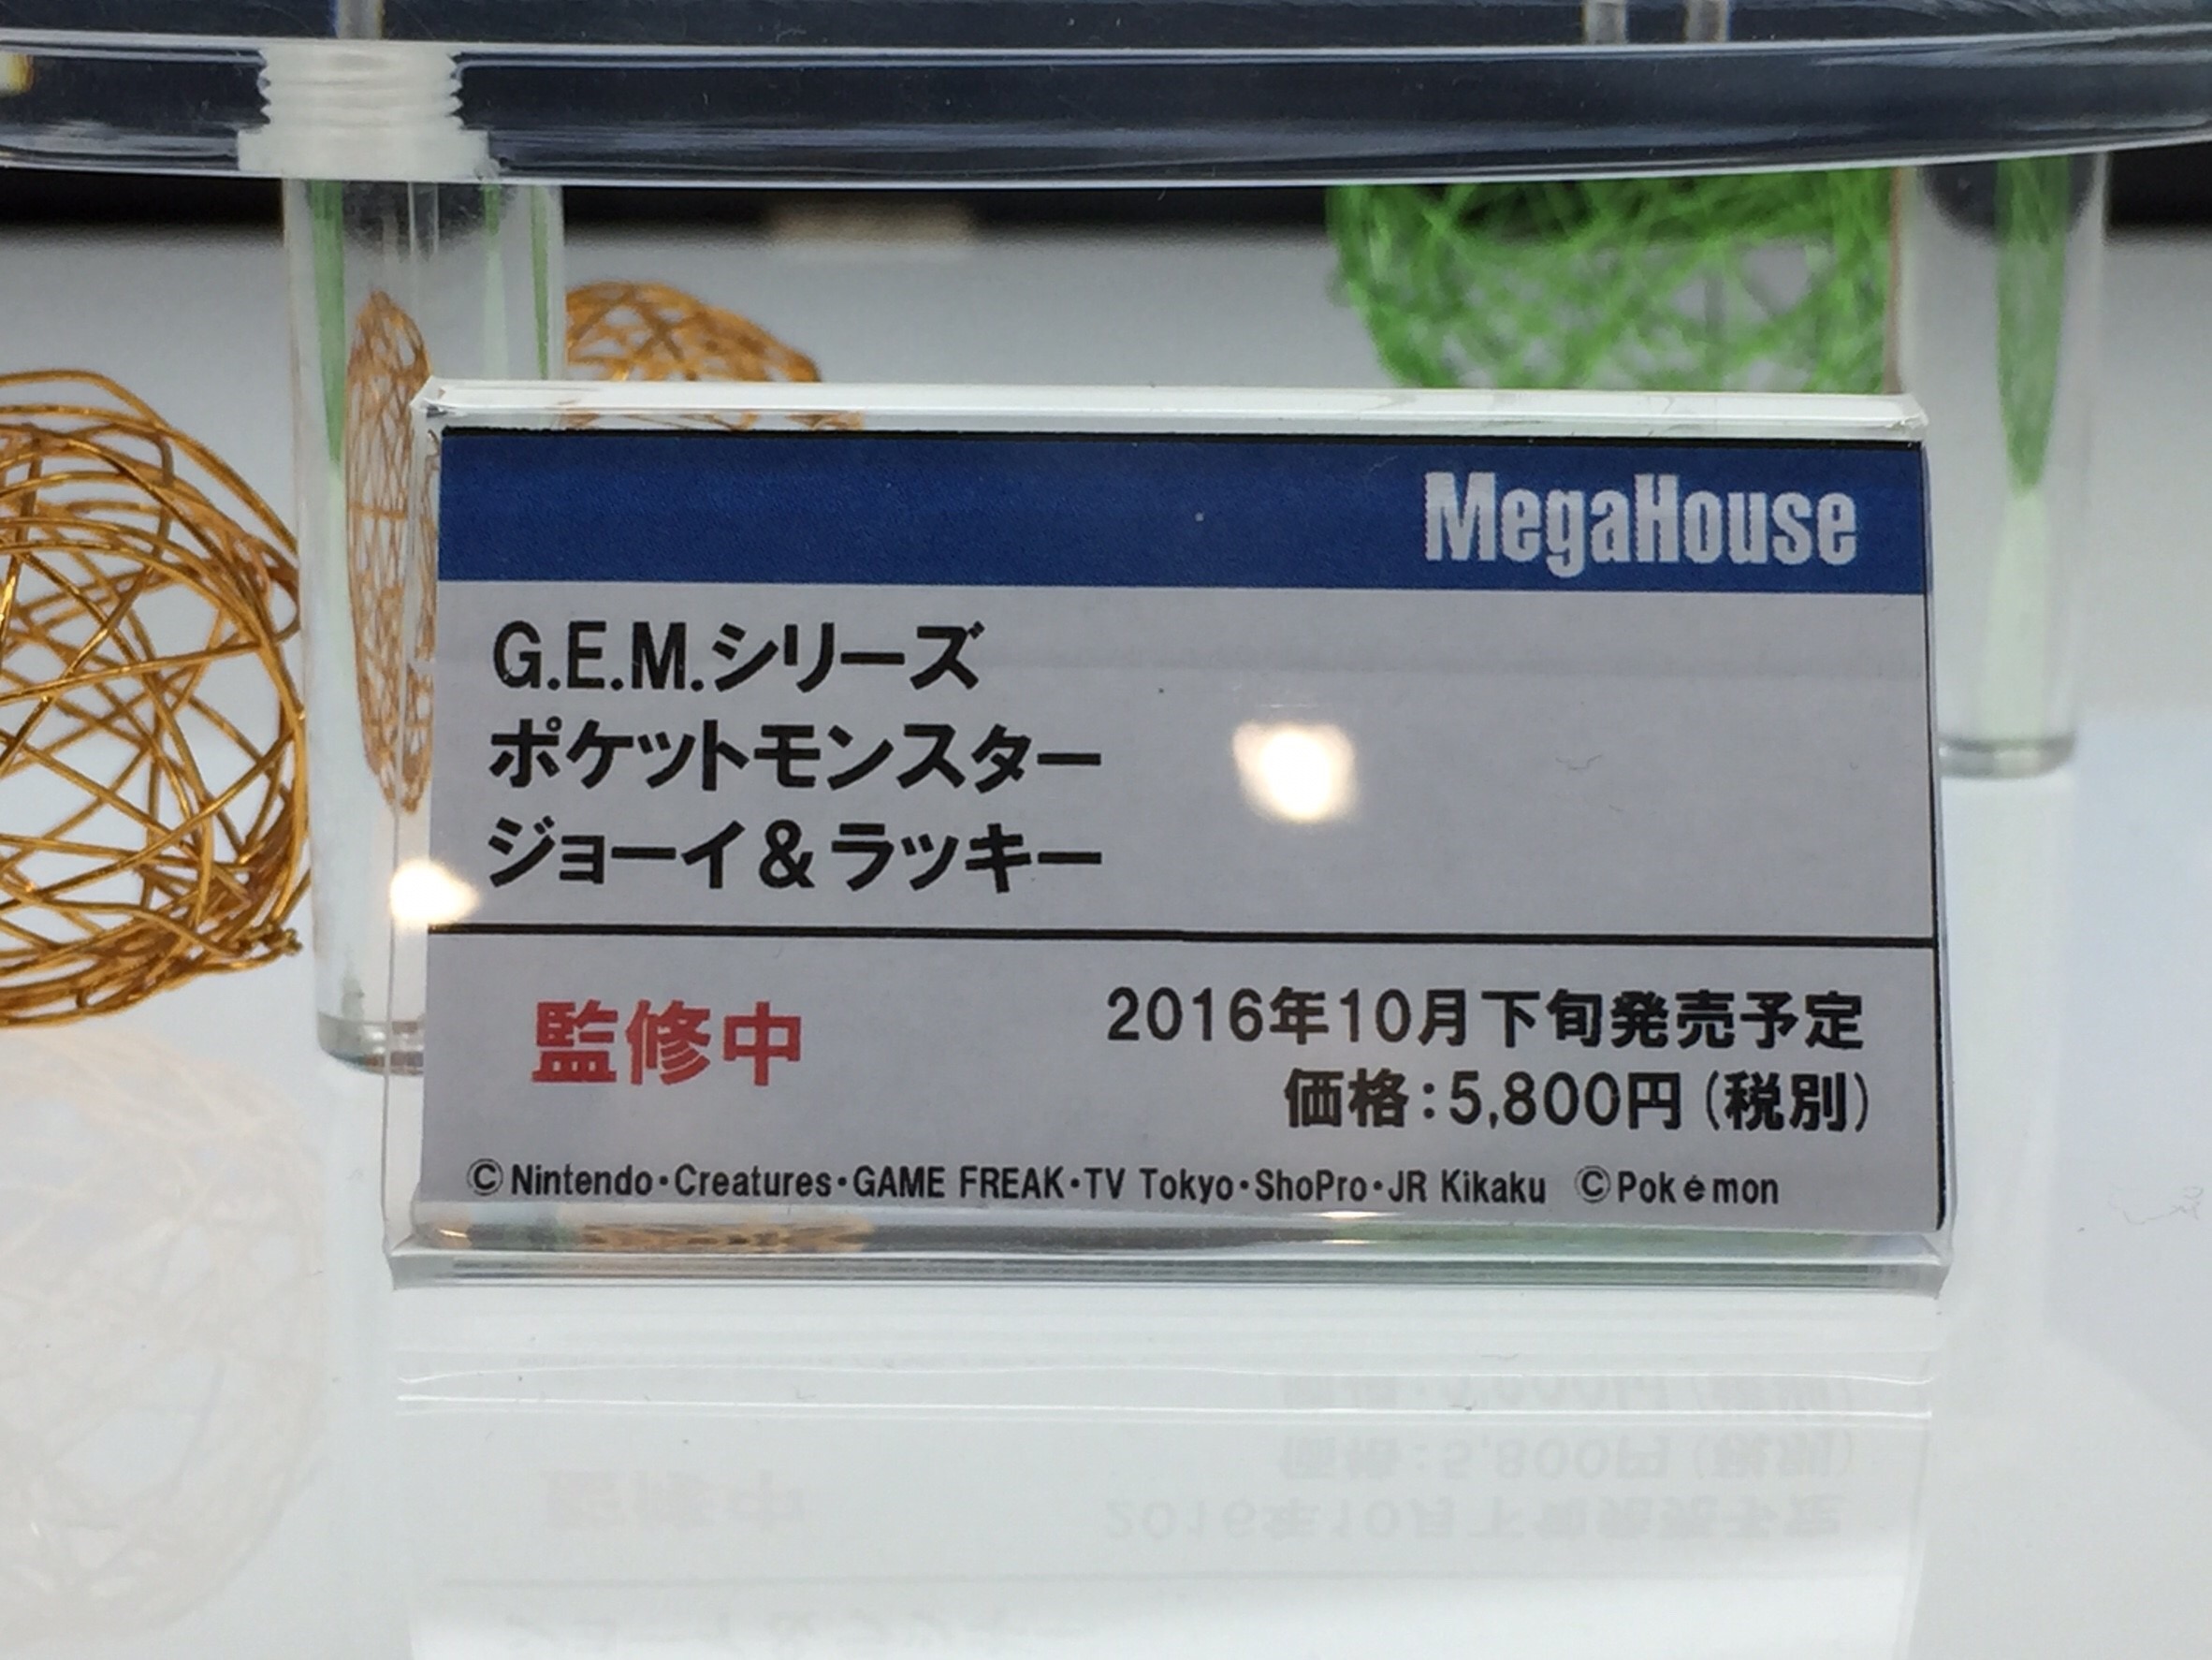 MegaHouse
G.E.M.シリーズ
ポケットモンスター
ジョーイ&ラッキー
監修中
2016年10月下旬発売予定
価格:5,800円(税別)
©Nintendo・Creatures・GAME FREAK・TV Tokyo・ShoPro・JR Kikaku ©Pokémon